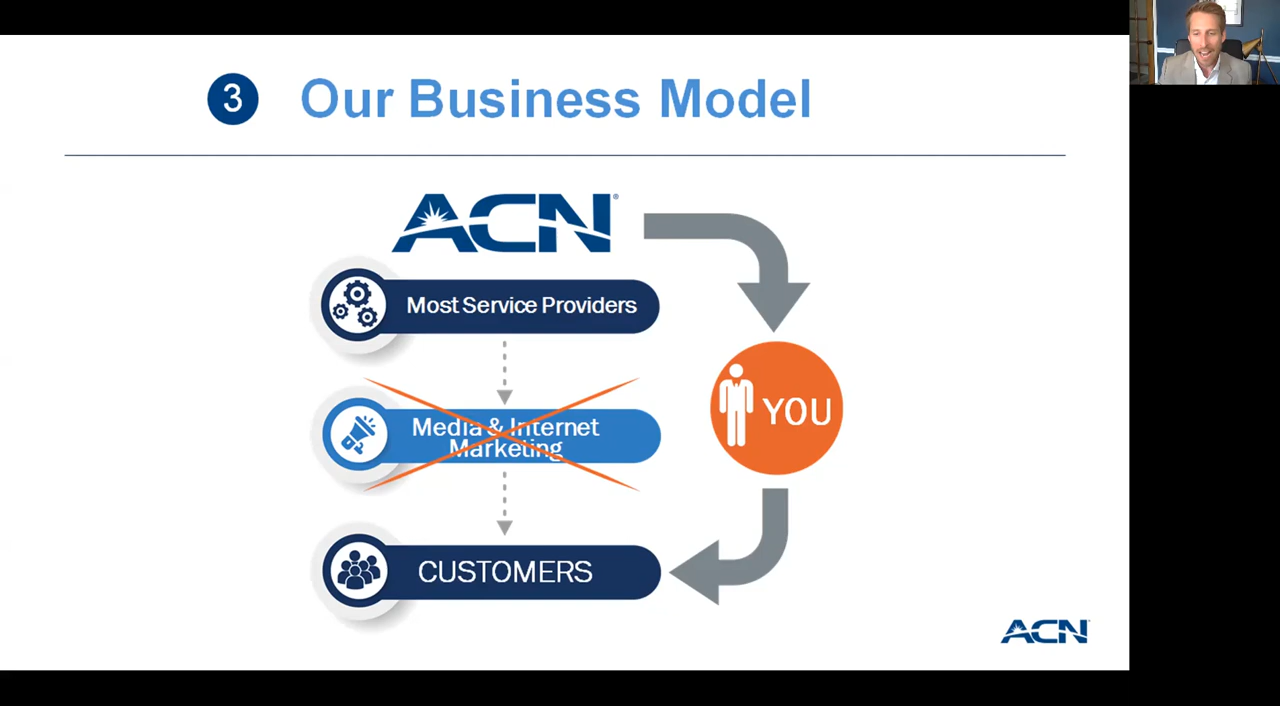 3 Our Business Model
ACN®
Most Service Providers
Media & Internet
Marketing
YOU
CUSTOMERS
ACN